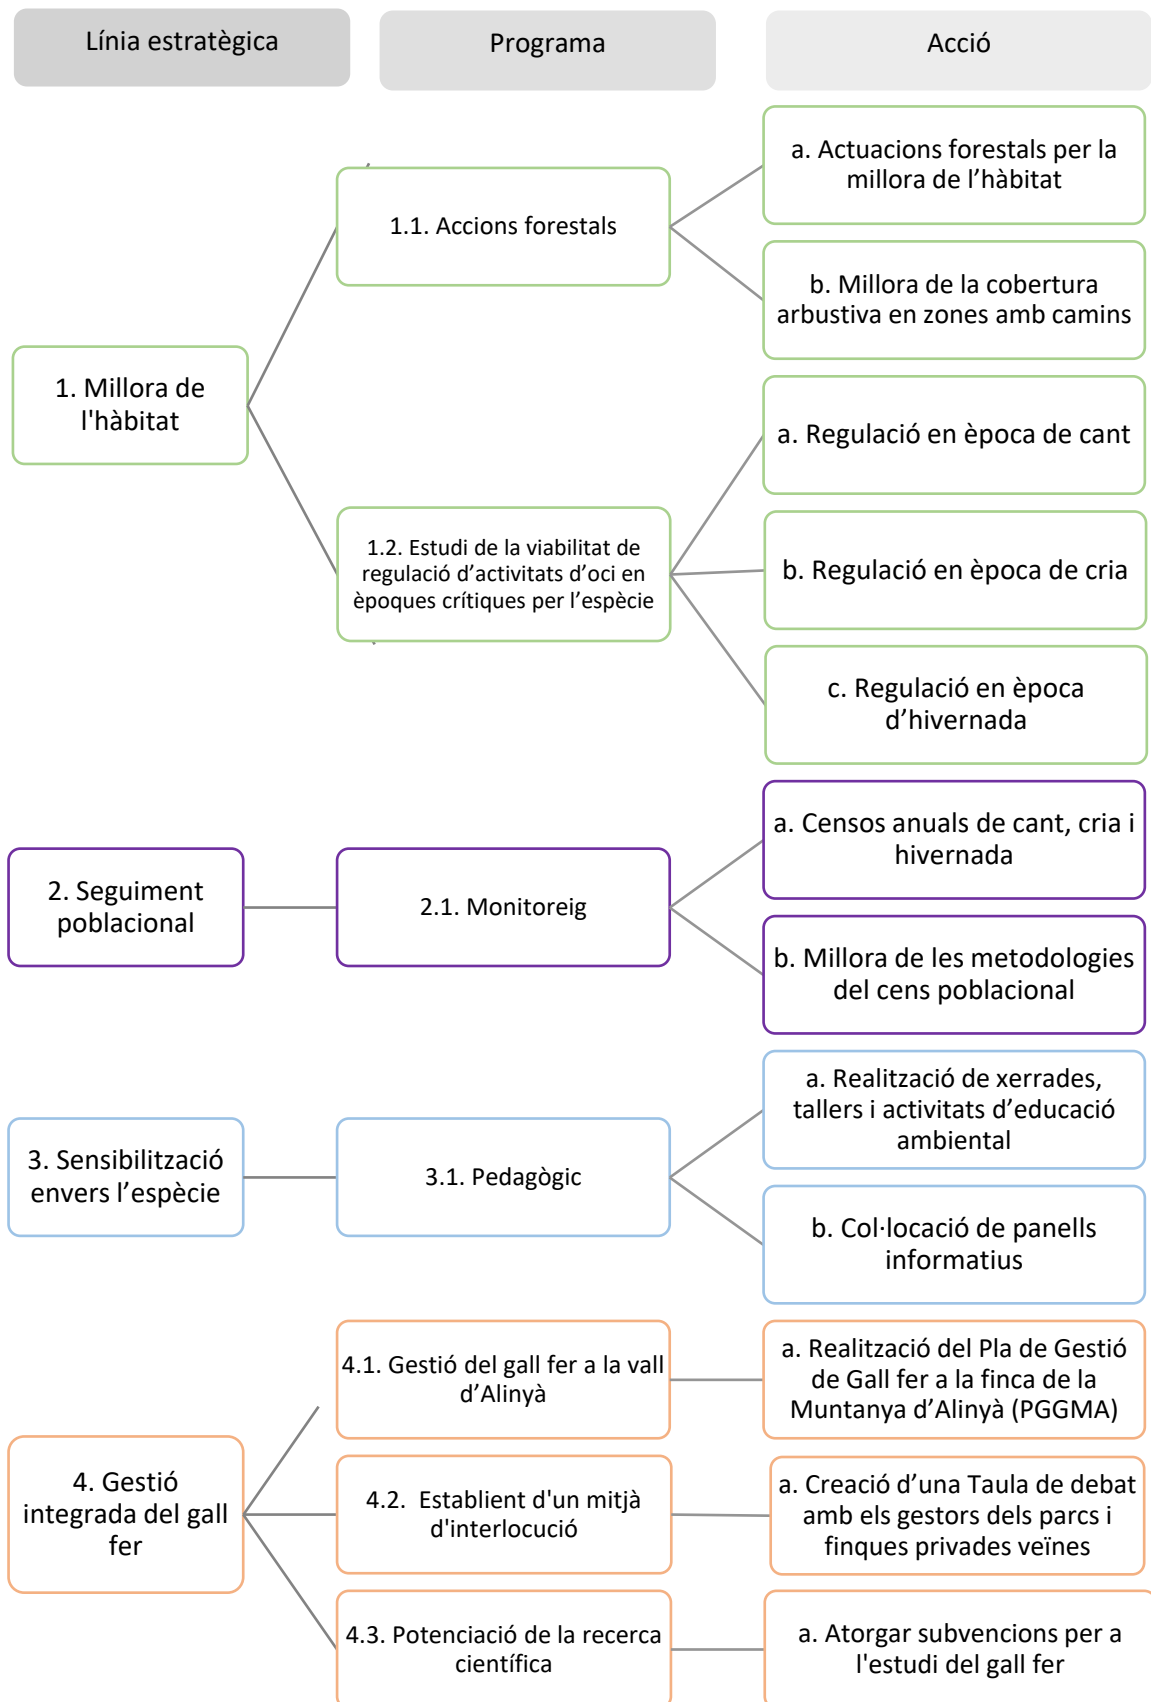 Línia estratègica
Programa
Acció
1. Millora de
l'hàbitat
1.1. Accions forestals
a. Actuacions forestals per la
millora de l’hàbitat
b. Millora de la cobertura
arbustiva en zones amb camins
1.2. Estudi de la viabilitat de
regulació d’activitats d’oci en
èpoques crítiques per l’espècie
a. Regulació en època de cant
b. Regulació en època de cria
c. Regulació en època
d’hivernada
2. Seguiment
poblacional
2.1. Monitoreig
a. Censos anuals de cant, cria i
hivernada
b. Millora de les metodologies
del cens poblacional
3. Sensibilització
envers l’espècie
3.1. Pedagògic
a. Realització de xerrades,
tallers i activitats d’educació
ambiental
b. Col·locació de panells
informatius
4. Gestió
integrada del gall
fer
4.1. Gestió del gall fer a la vall
d’Alinyà
a. Realització del Pla de Gestió
de Gall fer a la finca de la
Muntanya d’Alinyà (PGGMA)
4.2. Establient d'un mitjà
d'interlocució
a. Creació d’una Taula de debat
amb els gestors dels parcs i
finques privades veïnes
4.3. Potenciació de la recerca
científica
a. Atorgar subvencions per a
l'estudi del gall fer